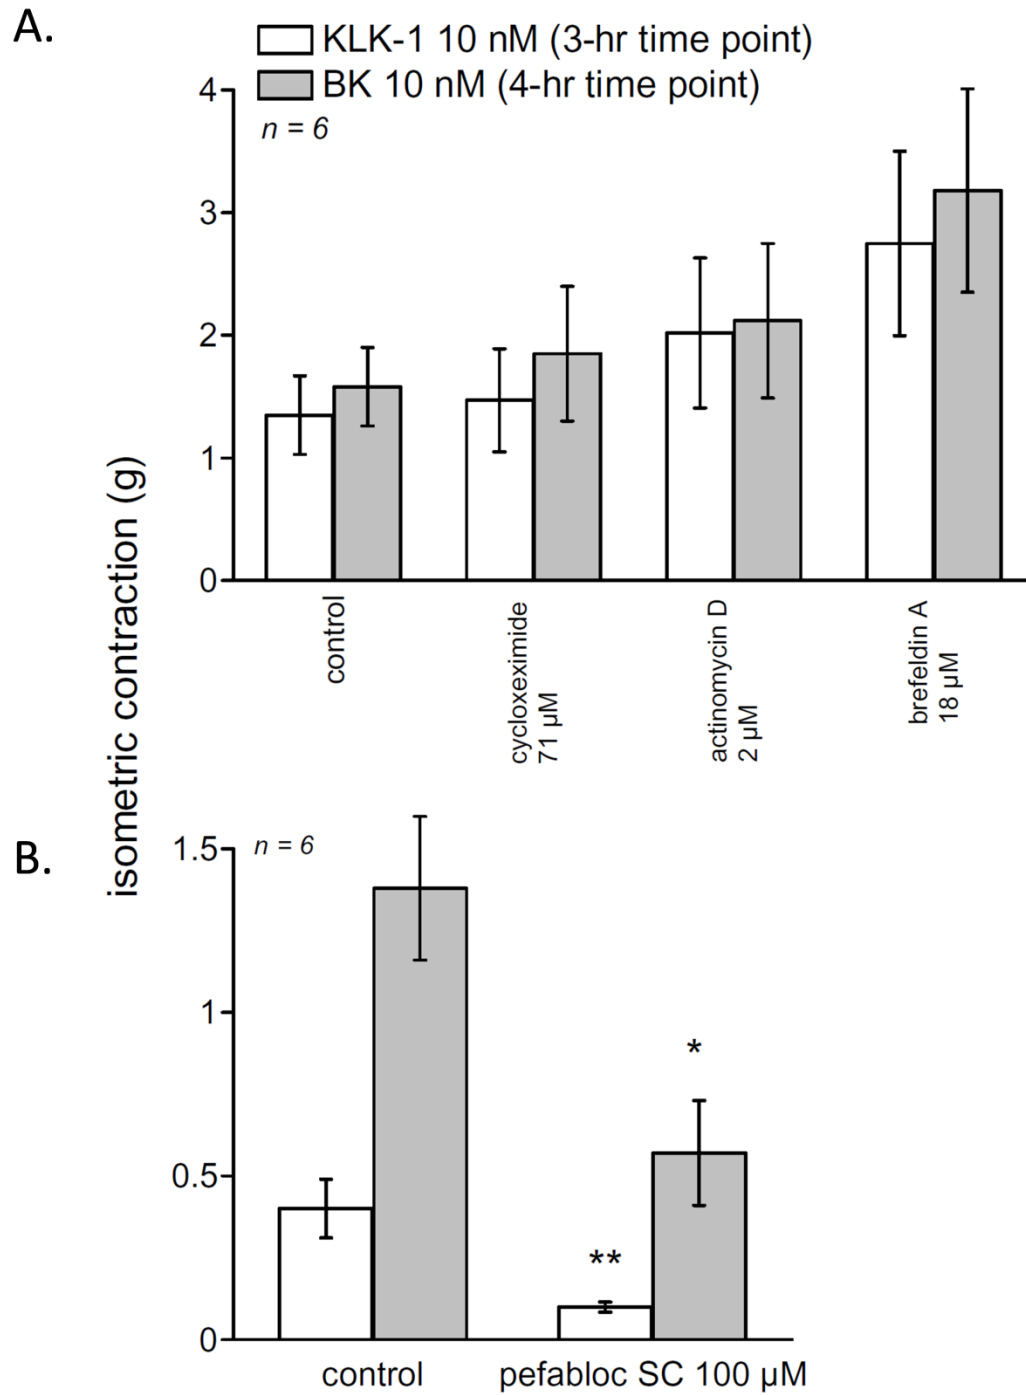 A.
KLK-1 10 nM (3-hr time point)
BK 10 nM (4-hr time point)
n = 6
4
3
2
1
0
control
cycloxeximide
71 µM
actinomycin D
2 µM
brefeldin A
18 µM
isometric contraction (g)
B.
n = 6
1.5
1
0.5
0
*
**
control
pefabloc SC 100 µM